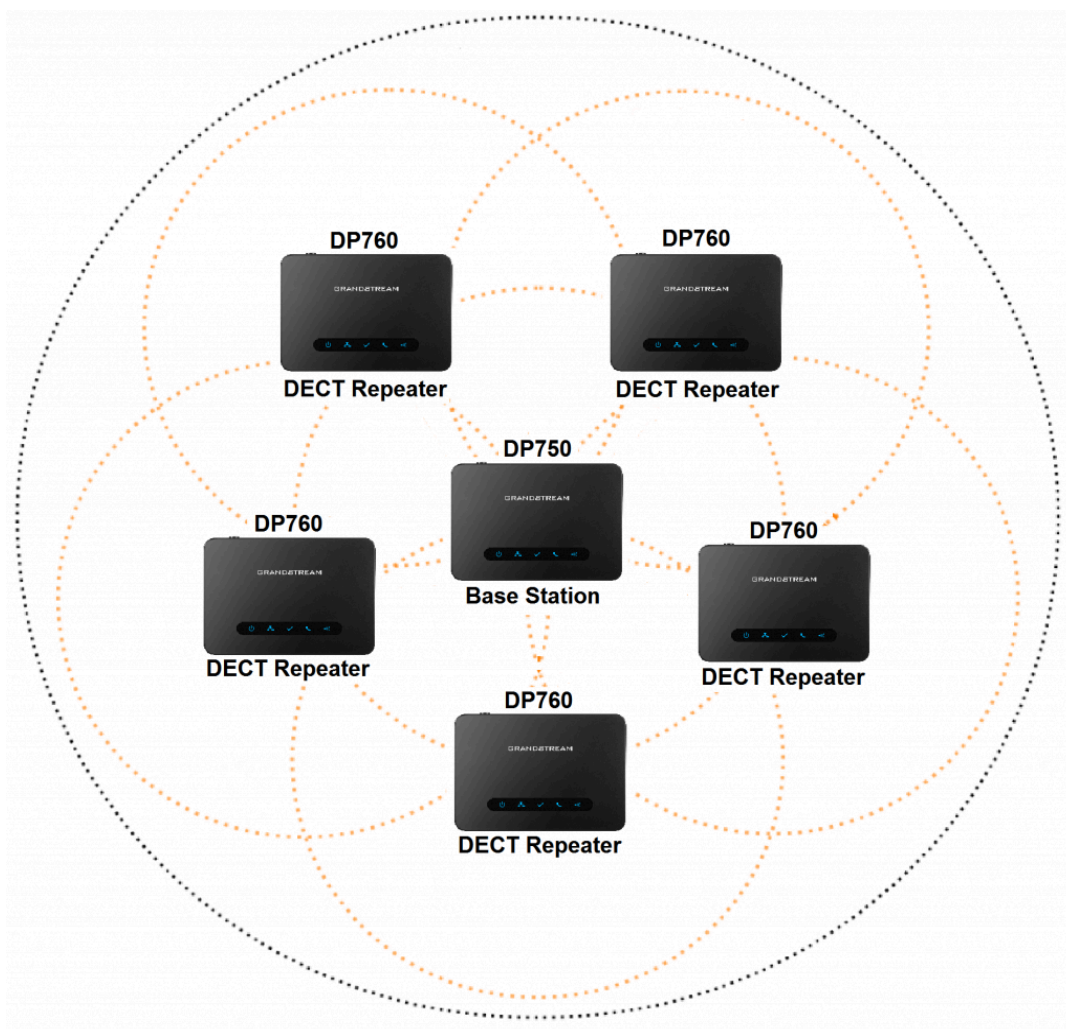 DP760
GRANDSTREAM
DECT Repeater
DP760
GRANDSTREAM
DECT Repeater
DP750
GRANDSTREAM
Base Station
DP760
GRANDSTREAM
DECT Repeater
DP760
GRANDSTREAM
DECT Repeater
DP760
GRANDSTREAM
DECT Repeater